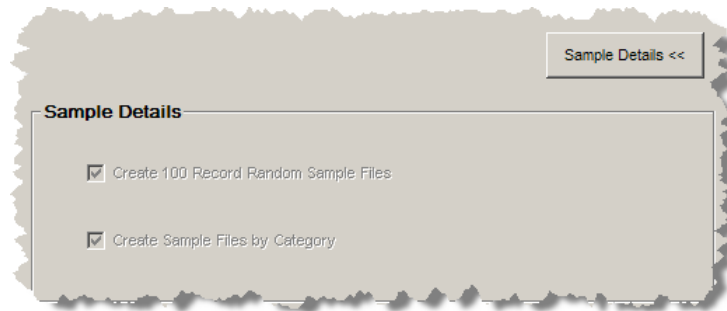 Sample Details <<
Sample Details
Create 100 Record Random Sample Files
Create Sample Files by Category